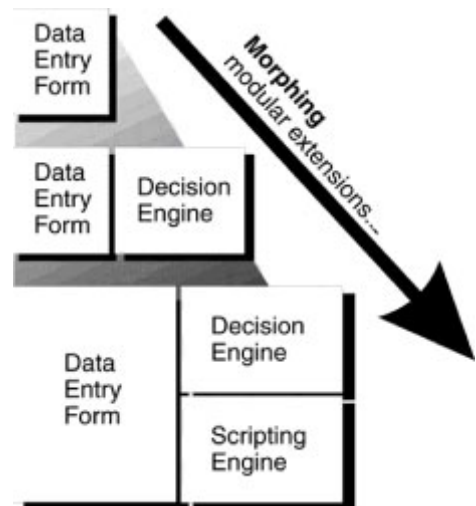 Data
Entry
Form
Morphing
modular extensions...
Data
Entry
Form
Decision
Engine
Data
Entry
Form
Decision
Engine
Scripting
Engine